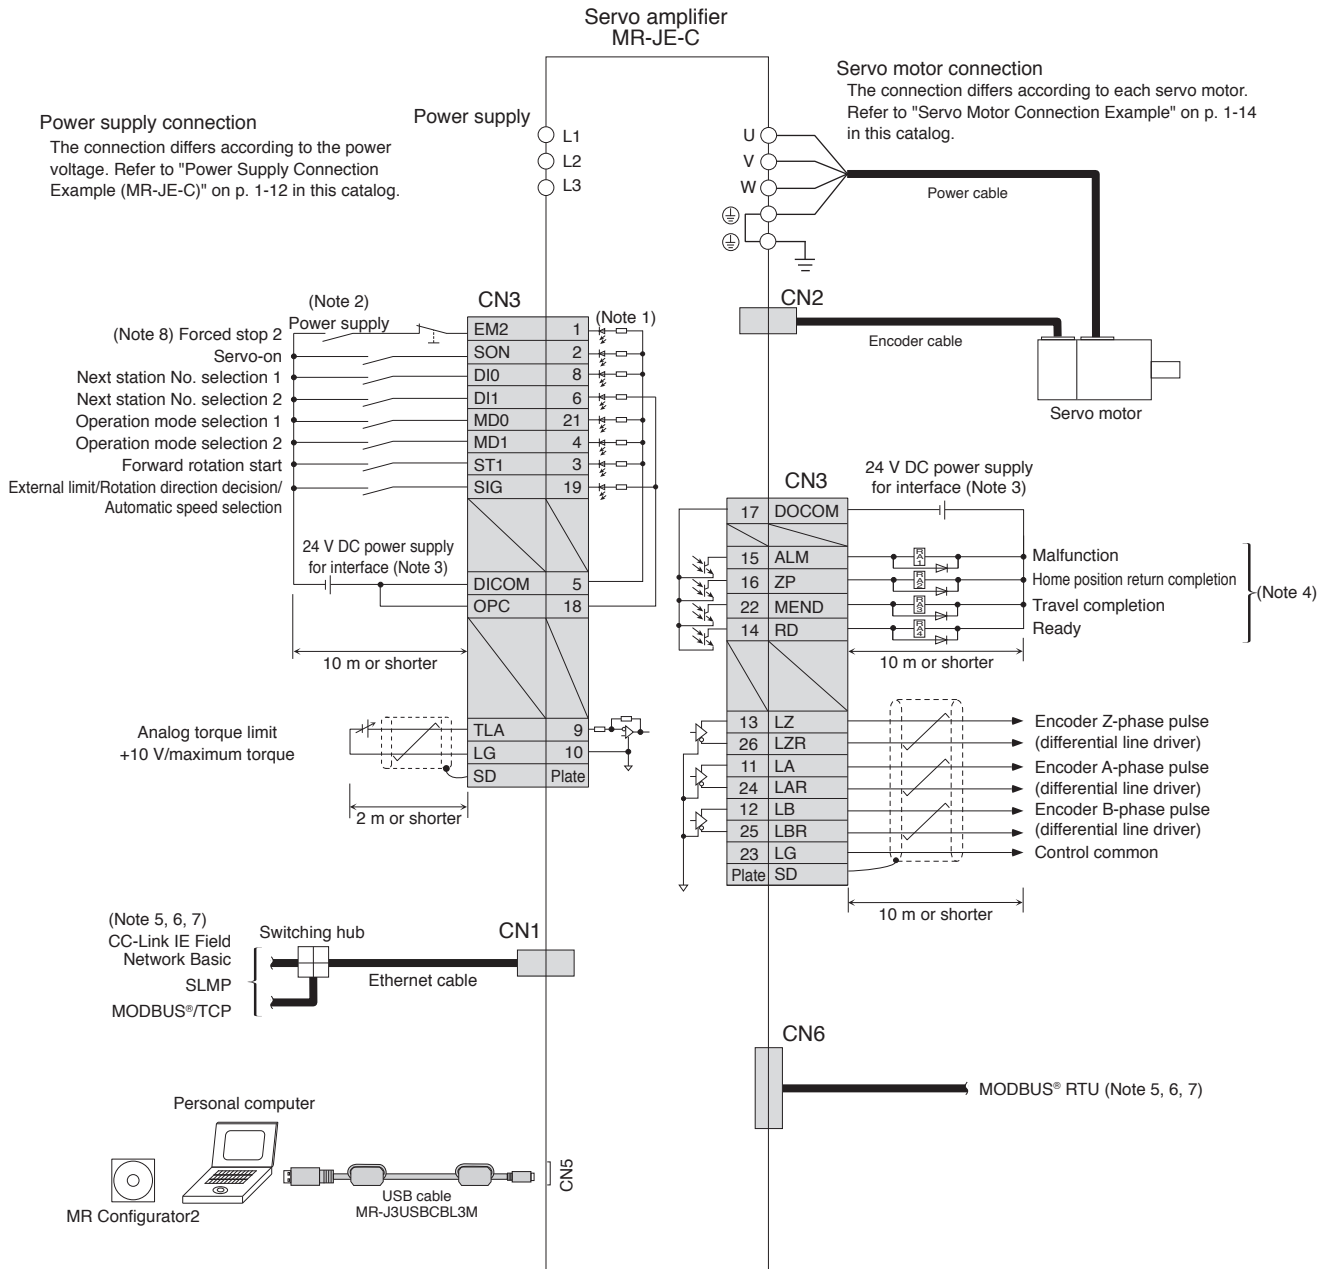 Servo amplifier
MR-JE-C
Power supply connection
The connection differs according to the power
voltage. Refer to "Power Supply Connection
Example (MR-JE-C)" on p. 1-12 in this catalog.
Power supply
L1
L2
L3
Servo motor connection
The connection differs according to each servo motor.
Refer to "Servo Motor Connection Example" on p. 1-14
in this catalog.
U
V
W
Power cable
CN2
Encoder cable
Servo motor
(Note 2)
Power supply
CN3
(Note 1)
(Note 8) Forced stop 2
EM2 1
Servo-on
SON 2
Next station No. selection 1
DI0 8
Next station No. selection 2
DI1 6
Operation mode selection 1
MD0 21
Operation mode selection 2
MD1 4
Forward rotation start
ST1 3
External limit/Rotation direction decision/
Automatic speed selection
SIG 19
24 V DC power supply
for interface (Note 3)
DICOM 5
OPC 18
10 m or shorter
Analog torque limit
+10 V/maximum torque
TLA 9
LG 10
SD Plate
2 m or shorter
CN3
24 V DC power supply
for interface (Note 3)
17 DOCOM
15 ALM
RA1
Malfunction
16 ZP
RA2
Home position return completion
22 MEND
RA3
Travel completion
14 RD
RA4
Ready
(Note 4)
10 m or shorter
13 LZ
Encoder Z-phase pulse
26 LZR
(differential line driver)
11 LA
Encoder A-phase pulse
24 LAR
(differential line driver)
12 LB
Encoder B-phase pulse
25 LBR
(differential line driver)
23 LG
Control common
Plate SD
10 m or shorter
(Note 5, 6, 7)
CC-Link IE Field
Network Basic
SLMP
MODBUS®/TCP
Switching hub
Ethernet cable
CN1
CN6
MODBUS® RTU (Note 5, 6, 7)
Personal computer
MR Configurator2
USB cable
MR-J3USBCBL3M
CN5